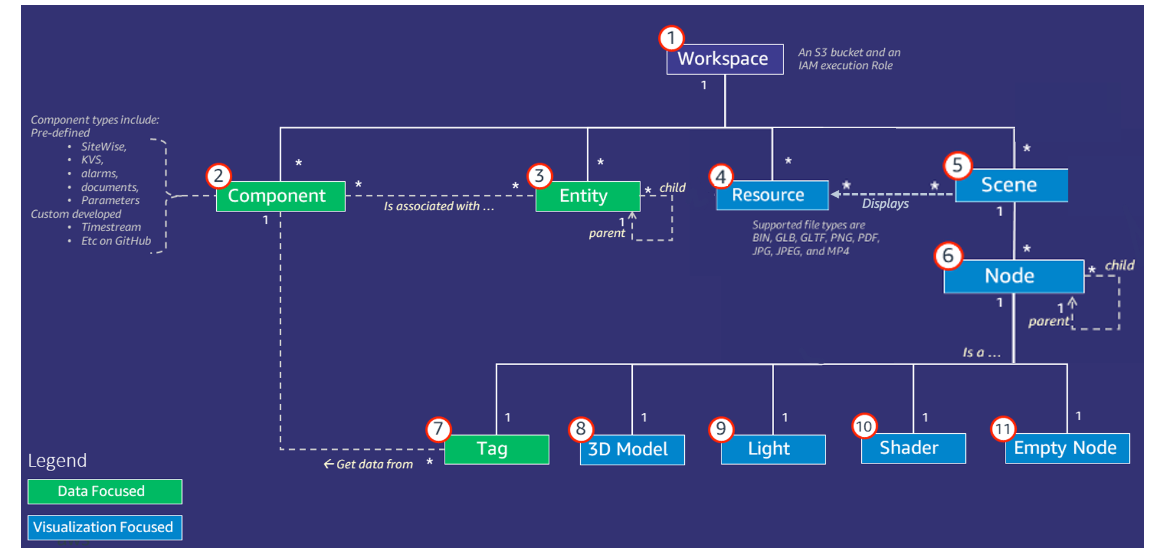 1
Workspace
An S3 bucket and an
IAM execution Role
1
Component types include:
Pre-defined
• SiteWise,
• KVS,
• alarms,
• documents,
• Parameters
Custom developed
• Timestream
• Etc on GitHub
*
*
*
*
2
Component
1
*
Is associated with ...
*
3
Entity
* child
1
parent
4
Resource
*
Displays
*
Supported file types are
BIN, GLB, GLTF, PNG, PDF,
JPG, JPEG, and MP4
5
Scene
1
*
6
Node
* child
1
1
parent
Is a ...
1
1
1
1
1
7
Tag
8
3D Model
9
Light
10
Shader
11
Empty Node
← Get data from *
Legend
Data Focused
Visualization Focused